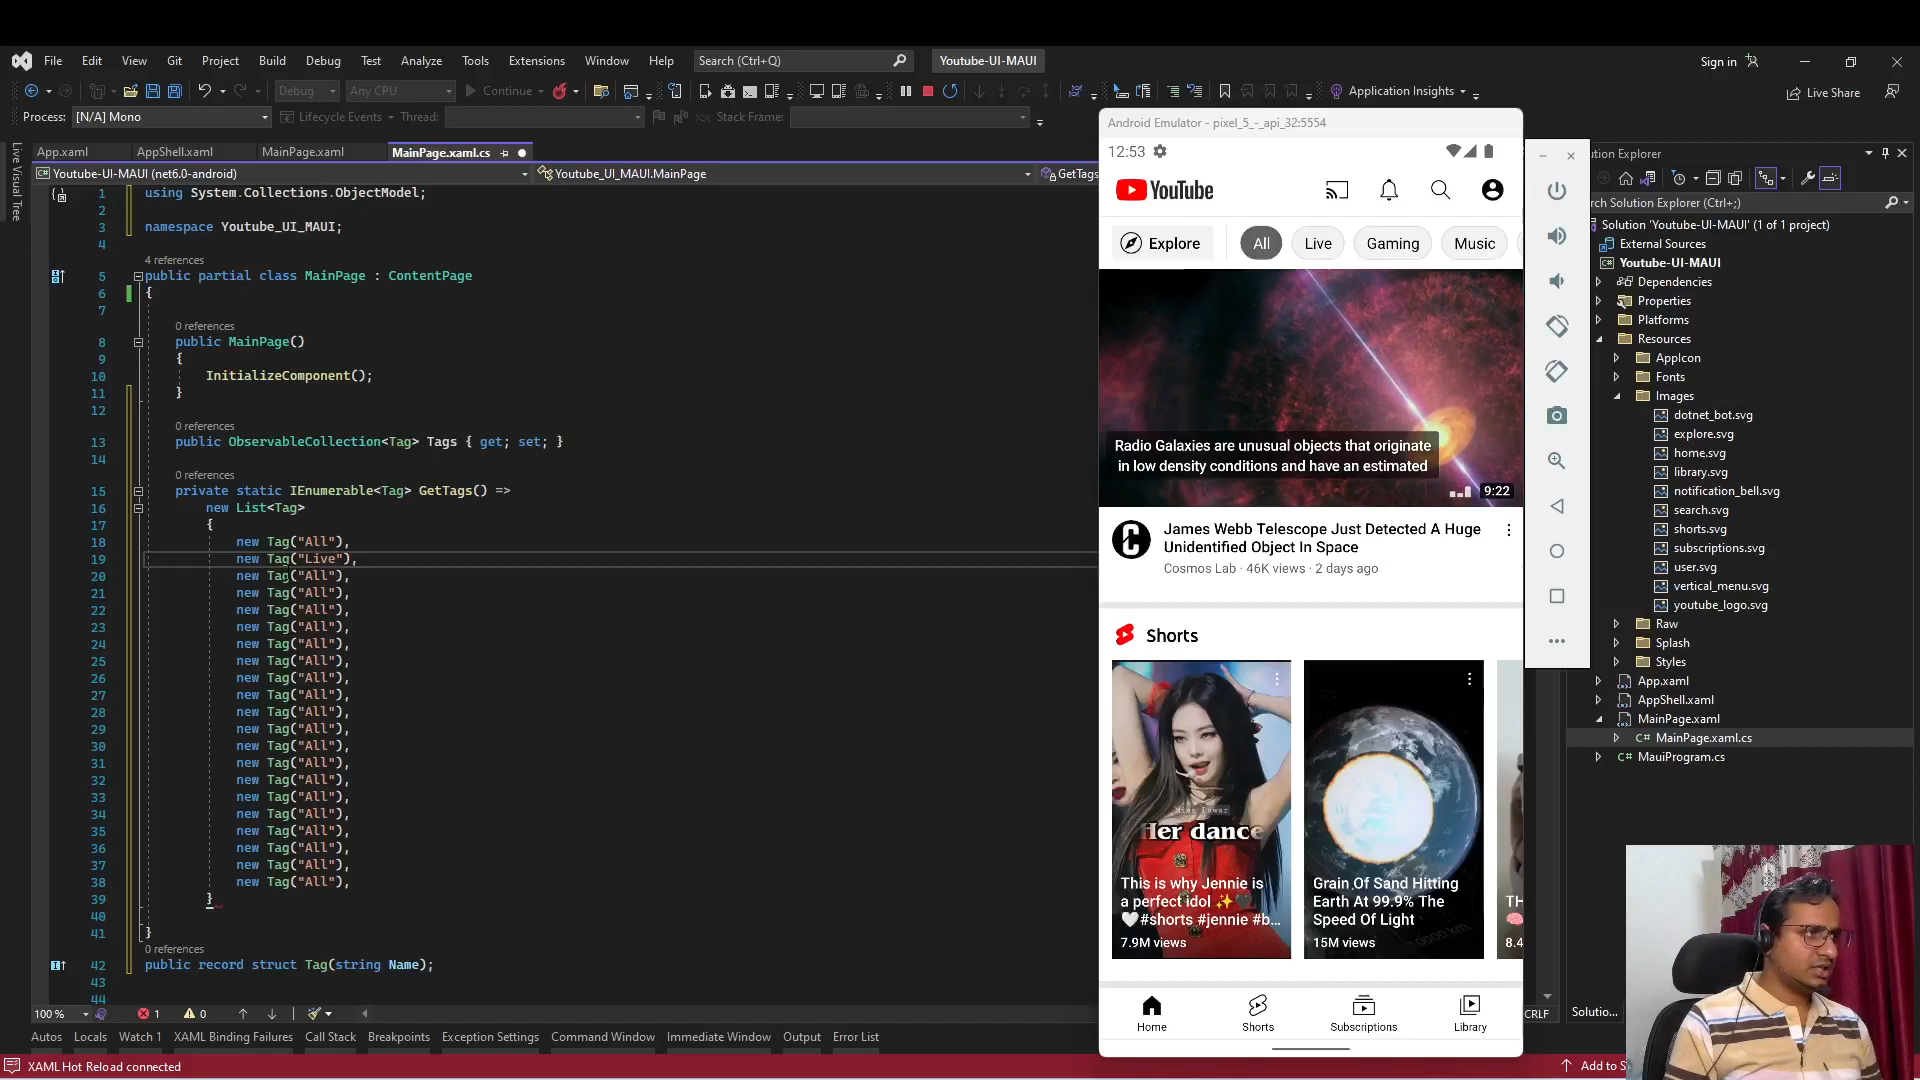 File Edit View Git Project Build Debug Test Analyze Tools Extensions Window Help Search (Ctrl+Q) Youtube-UI-MAUI Sign in
Debug Any CPU Continue Application Insights Live Share
Process: [N/A] Mono Lifecycle Events Thread: Stack Frame:
App.xaml AppShell.xaml MainPage.xaml MainPage.xaml.cs
Youtube-UI-MAUI (net6.0-android) Youtube_UI_MAUI.MainPage GetTags
Live Visual Tree
1 using System.Collections.ObjectModel;
2
3 namespace Youtube_UI_MAUI;
4
4 references
5 public partial class MainPage : ContentPage
6 {
7
0 references
8 public MainPage()
9 {
10 InitializeComponent();
11 }
12
0 references
13 public ObservableCollection<Tag> Tags { get; set; }
14
0 references
15 private static IEnumerable<Tag> GetTags() =>
16 new List<Tag>
17 {
18 new Tag("All"),
19 new Tag("Live"),
20 new Tag("All"),
21 new Tag("All"),
22 new Tag("All"),
23 new Tag("All"),
24 new Tag("All"),
25 new Tag("All"),
26 new Tag("All"),
27 new Tag("All"),
28 new Tag("All"),
29 new Tag("All"),
30 new Tag("All"),
31 new Tag("All"),
32 new Tag("All"),
33 new Tag("All"),
34 new Tag("All"),
35 new Tag("All"),
36 new Tag("All"),
37 new Tag("All"),
38 new Tag("All"),
39 }
40
41 }
0 references
42 public record struct Tag(string Name);
43
44
100 % 1 0
Autos Locals Watch 1 XAML Binding Failures Call Stack Breakpoints Exception Settings Command Window Immediate Window Output Error List
XAML Hot Reload connected
Android Emulator - pixel_5_-_api_32:5554
12:53
YouTube
Explore All Live Gaming Music
Radio Galaxies are unusual objects that originate
in low density conditions and have an estimated
9:22
James Webb Telescope Just Detected A Huge
Unidentified Object In Space
Cosmos Lab · 46K views · 2 days ago
Shorts
Her dance
This is why Jennie is
a perfect idol ✨🖤
🤍#shorts #jennie #b...
7.9M views
Grain Of Sand Hitting
Earth At 99.9% The
Speed Of Light
15M views
TH
8.4
Home Shorts Subscriptions Library
ution Explorer
rch Solution Explorer (Ctrl+;)
Solution 'Youtube-UI-MAUI' (1 of 1 project)
External Sources
Youtube-UI-MAUI
Dependencies
Properties
Platforms
Resources
AppIcon
Fonts
Images
dotnet_bot.svg
explore.svg
home.svg
library.svg
notification_bell.svg
search.svg
shorts.svg
subscriptions.svg
user.svg
vertical_menu.svg
youtube_logo.svg
Raw
Splash
Styles
App.xaml
AppShell.xaml
MainPage.xaml
C# MainPage.xaml.cs
C# MauiProgram.cs
CRLF Solutio...
Add to S